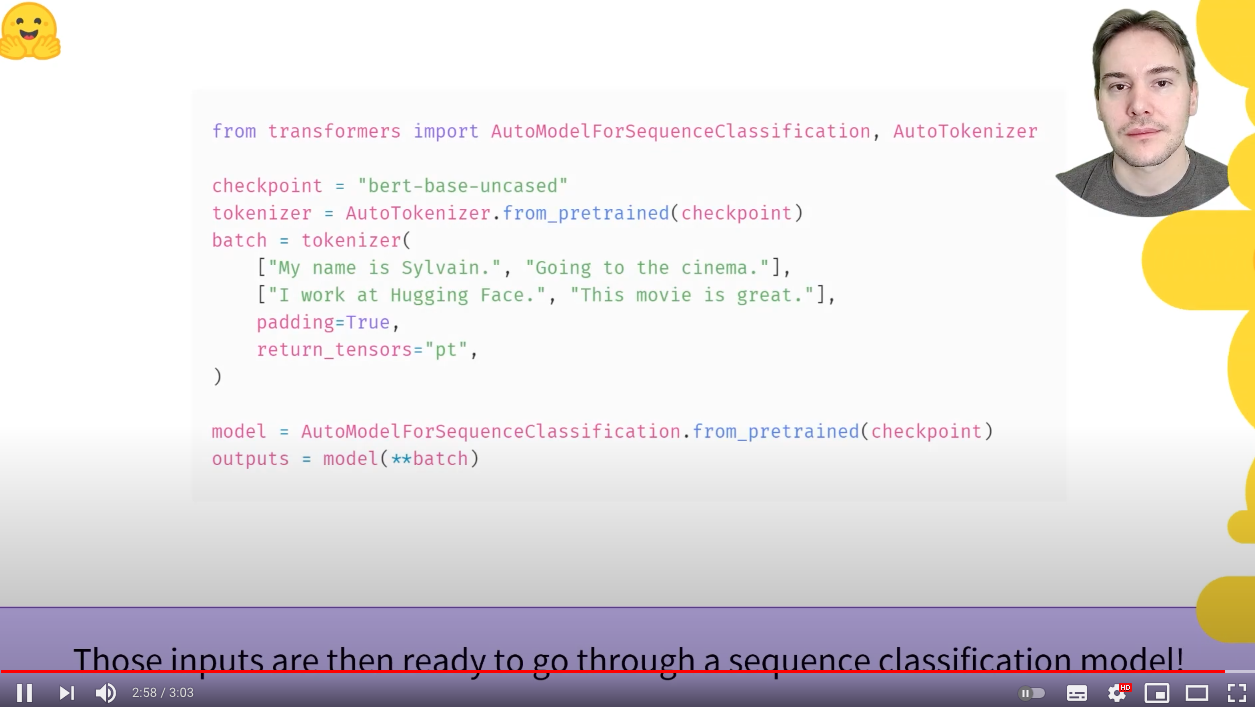 from transformers import AutoModelForSequenceClassification, AutoTokenizer
checkpoint = "bert-base-uncased"
tokenizer = AutoTokenizer.from_pretrained(checkpoint)
batch = tokenizer(
    ["My name is Sylvain.", "Going to the cinema."],
    ["I work at Hugging Face.", "This movie is great."],
    padding=True,
    return_tensors="pt",
)
model = AutoModelForSequenceClassification.from_pretrained(checkpoint)
outputs = model(**batch)
Those inputs are then ready to go through a sequence classification model!
2:58 / 3:03
HD